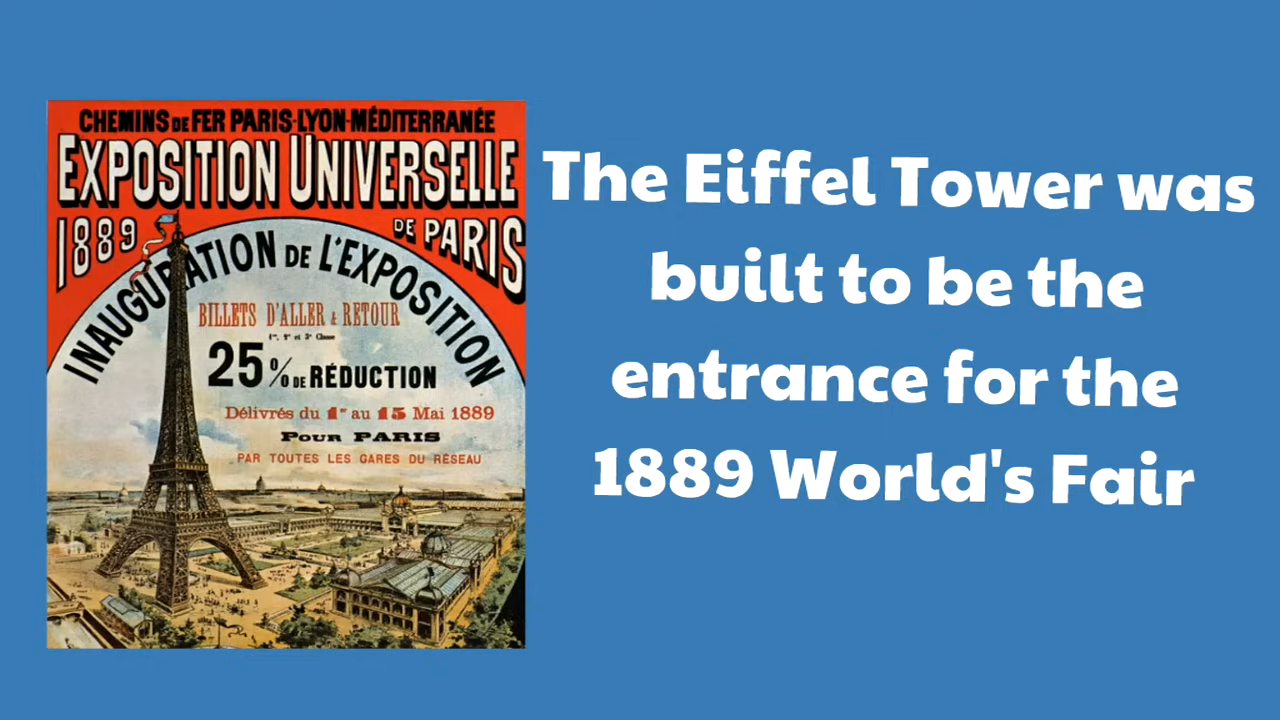 CHEMINS DE FER PARIS-LYON-MÉDITERRANÉE
EXPOSITION UNIVERSELLE
1889 DE PARIS
INAUGURATION DE L'EXPOSITION
BILLETS D'ALLER & RETOUR
25% DE RÉDUCTION
Délivrés du 1er au 15 Mai 1889
POUR PARIS
PAR TOUTES LES GARES DU RÉSEAU
The Eiffel Tower was
built to be the
entrance for the
1889 World's Fair